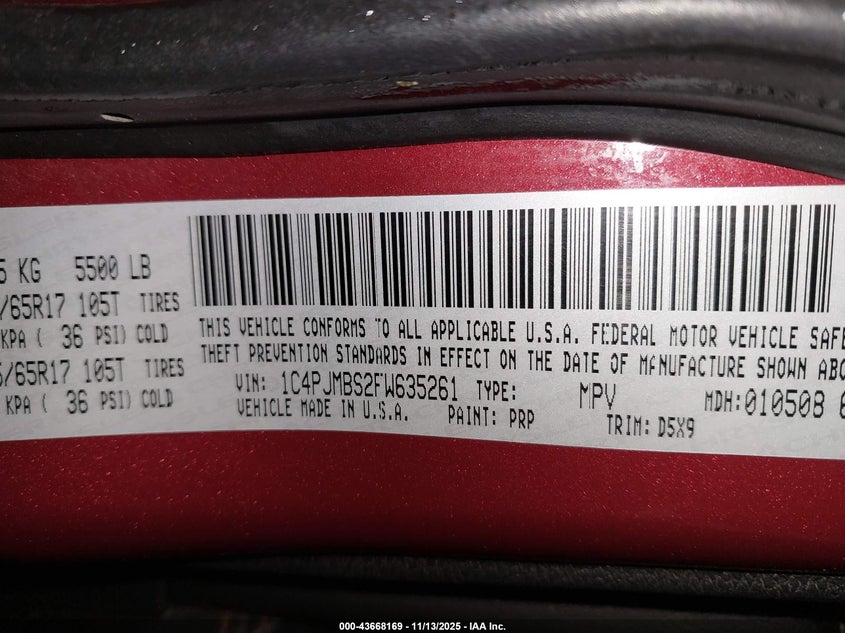 5 KG 5500 LB
/65R17 105T TIRES
KPA ( 36 PSI) COLD
5/65R17 105T TIRES
KPA ( 36 PSI) COLD
THIS VEHICLE CONFORMS TO ALL APPLICABLE U.S.A. FEDERAL MOTOR VEHICLE SAFE
THEFT PREVENTION STANDARDS IN EFFECT ON THE DATE OF MANUFACTURE SHOWN ABO
VIN: 1C4PJMBS2FW635261 TYPE: MPV MDH:010508
VEHICLE MADE IN U.S.A. PAINT: PRP TRIM: D5X9
000-43668169 - 11/13/2025 - IAA Inc.